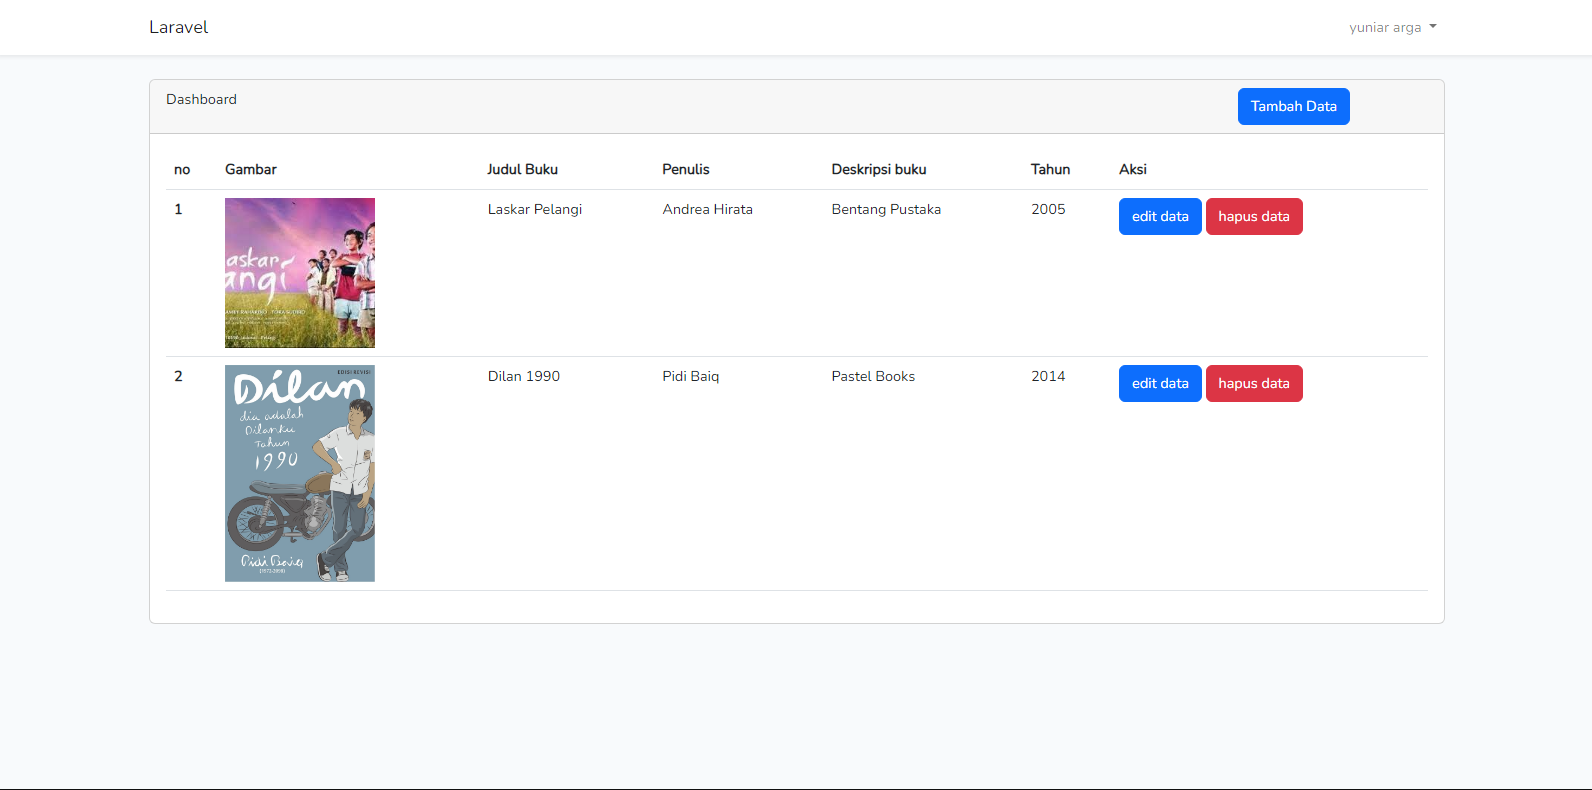 Laravel
yuniar arga
Dashboard
Tambah Data
no Gambar Judul Buku Penulis Deskripsi buku Tahun Aksi
1 Laskar Pelangi Andrea Hirata Bentang Pustaka 2005 edit data hapus data
askar
angi
2 Dilan 1990 Pidi Baiq Pastel Books 2014 edit data hapus data
EDISI REVISI
Dilan
dia adalah
Dilanku
Tahun
1990
Pidi Baiq